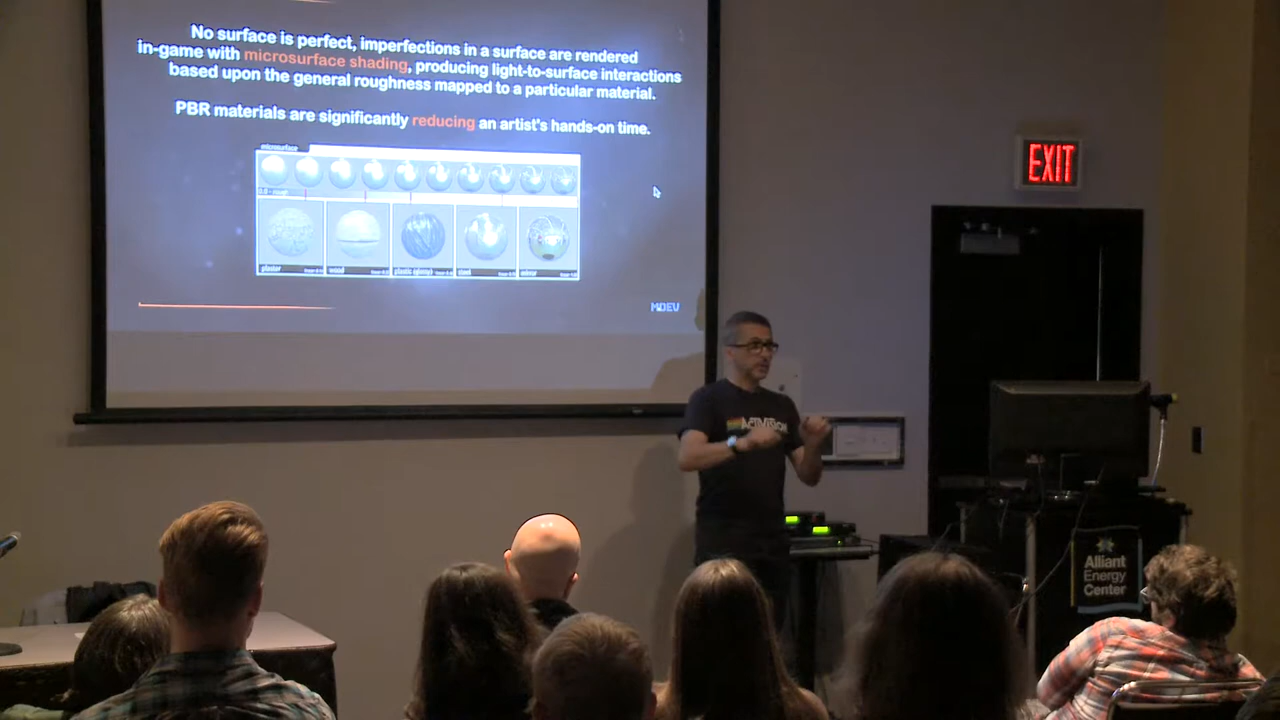 No surface is perfect, imperfections in a surface are rendered
in-game with microsurface shading, producing light-to-surface interactions
based upon the general roughness mapped to a particular material.
PBR materials are significantly reducing an artist's hands-on time.
microsurface
plaster
wood
plastic (glossy)
steel
mirror
MDEV
EXIT
ACTIVISION
Alliant
Energy
Center